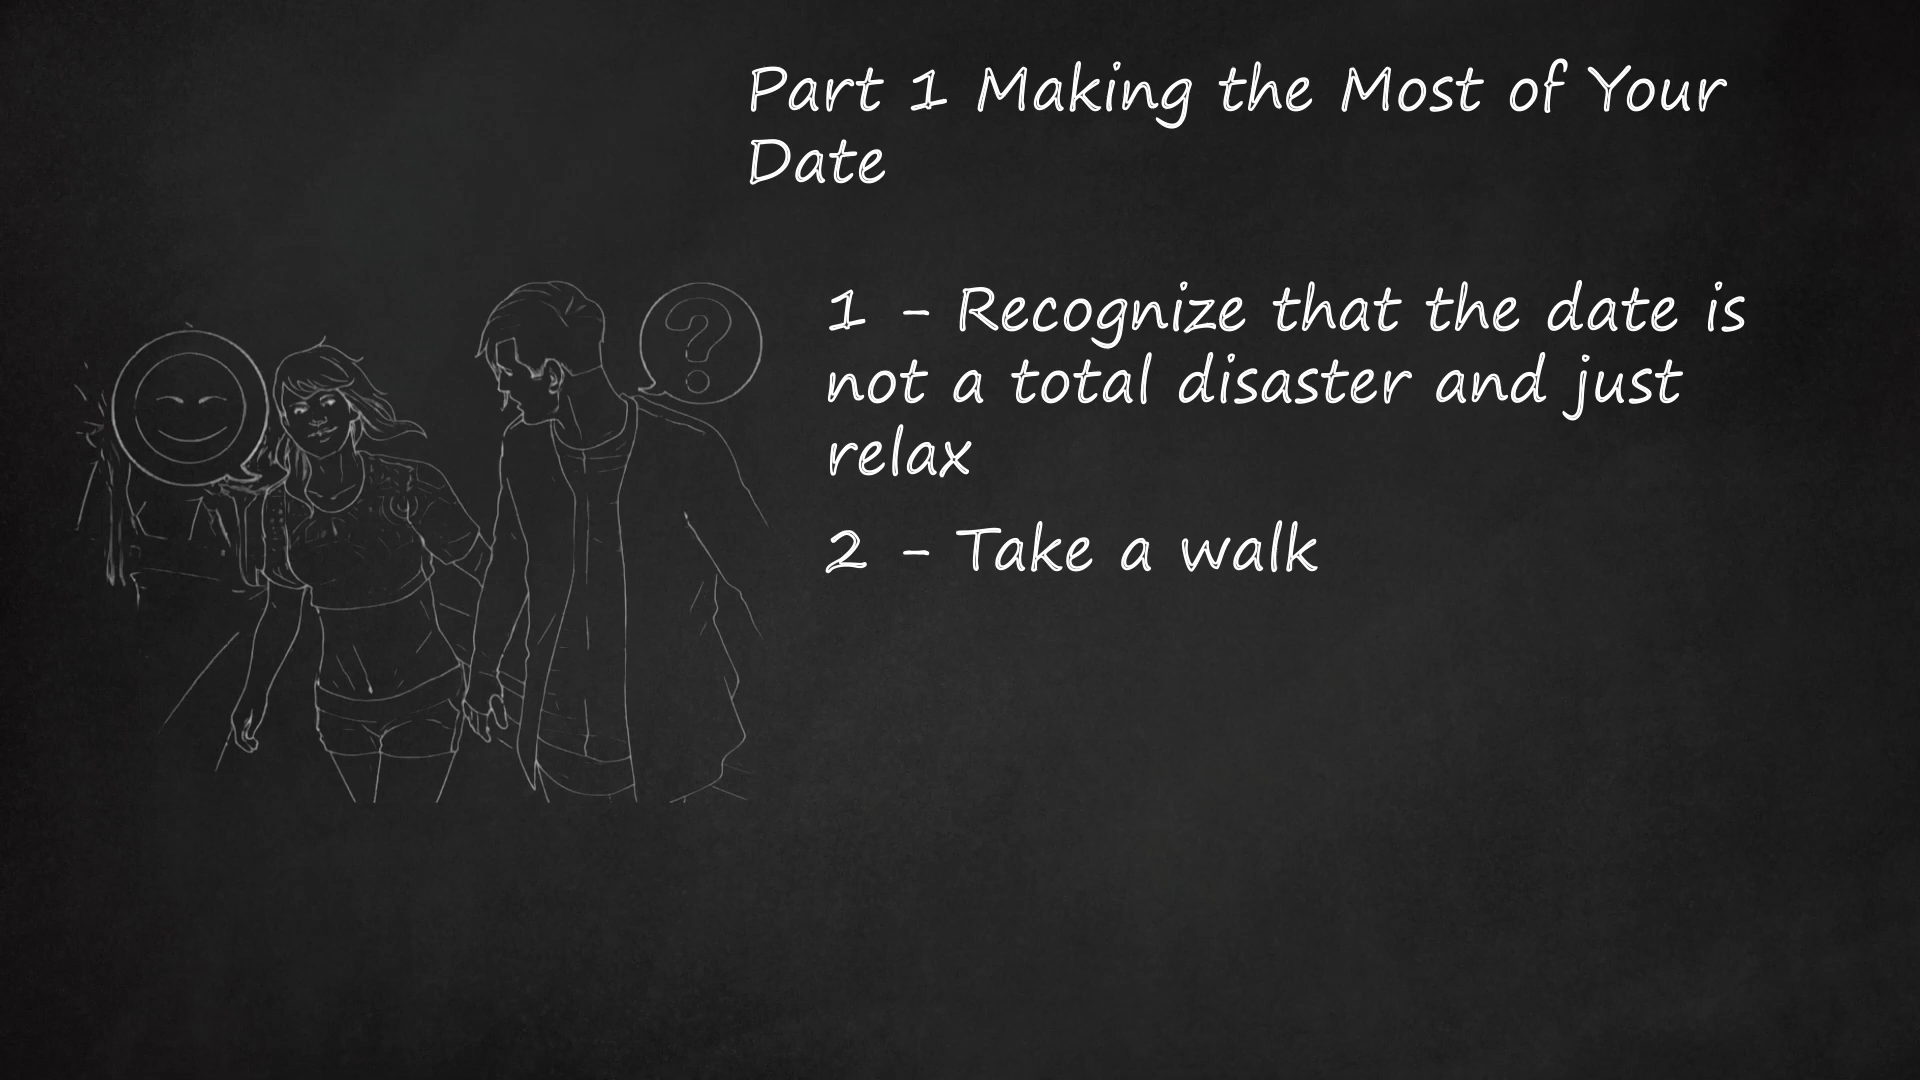 Part 1 Making the Most of Your
Date
?
1 - Recognize that the date is
not a total disaster and just
relax
2 - Take a walk